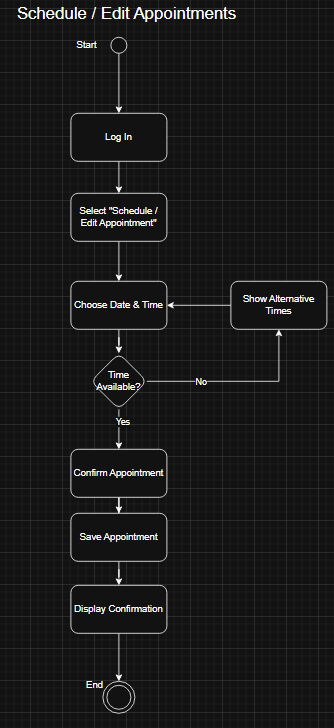 Schedule / Edit Appointments
Start
Log In
Select "Schedule /
Edit Appointment"
Choose Date & Time
Show Alternative
Times
Time
Available?
No
Yes
Confirm Appointment
Save Appointment
Display Confirmation
End